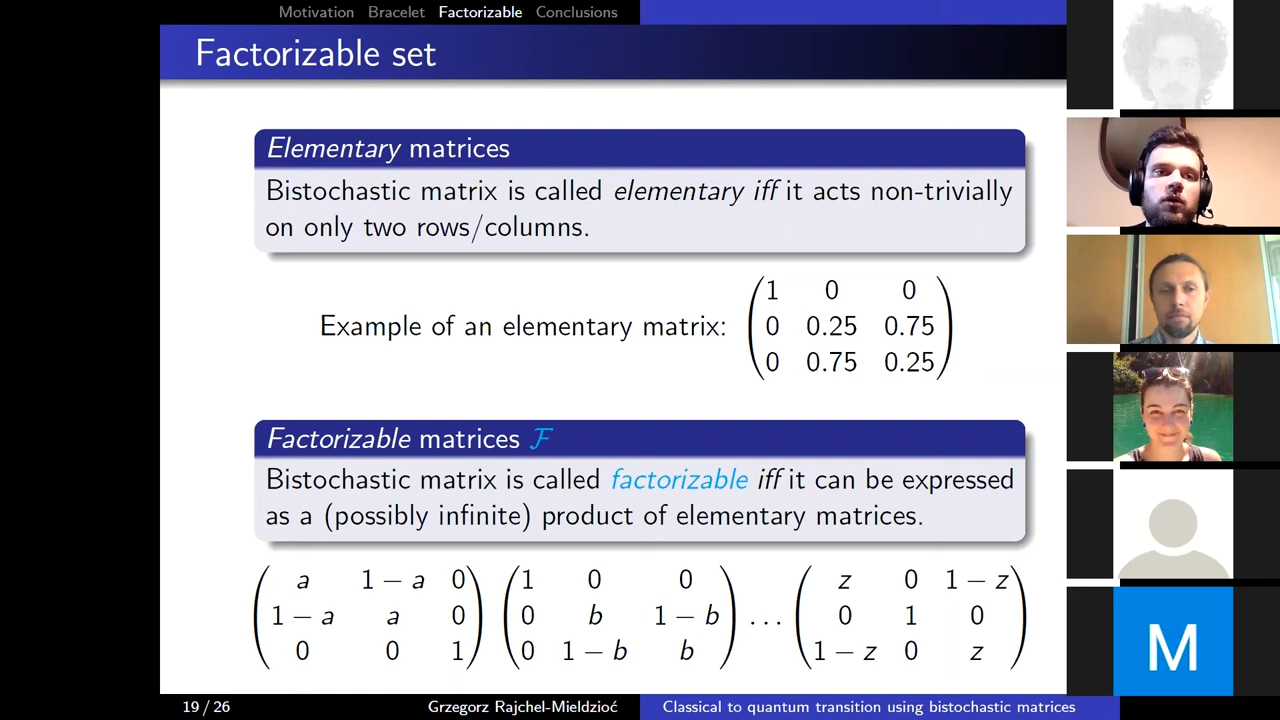 Motivation Bracelet Factorizable Conclusions
Factorizable set
Elementary matrices
Bistochastic matrix is called elementary iff it acts non-trivially
on only two rows/columns.
Example of an elementary matrix:
1 0 0
0 0.25 0.75
0 0.75 0.25
Factorizable matrices F
Bistochastic matrix is called factorizable iff it can be expressed
as a (possibly infinite) product of elementary matrices.
a 1 − a 0 1 0 0 z 0 1 − z
1 − a a 0 0 b 1 − b ... 0 1 0
0 0 1 0 1 − b b 1 − z 0 z
19 / 26 Grzegorz Rajchel-Mieldzioć Classical to quantum transition using bistochastic matrices
M